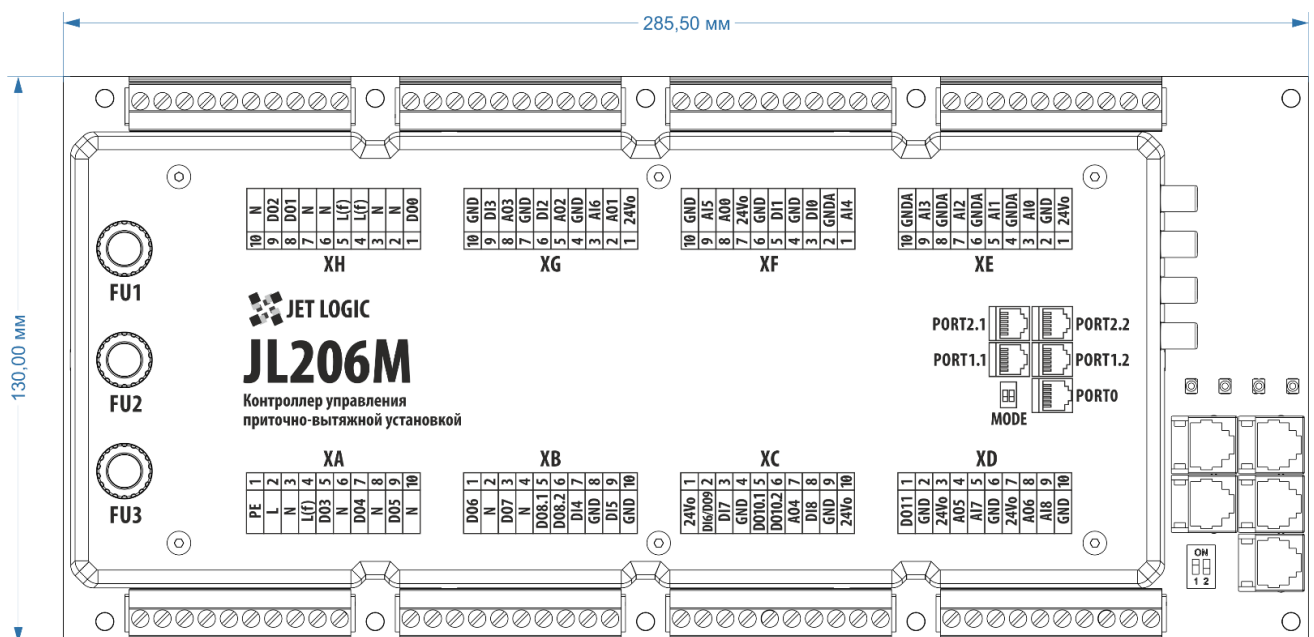 285,50 мм
130,00 мм
N DO2 DO1 N N L(f) L(f) N N DO0
10 9 8 7 6 5 4 3 2 1
XH
GND DI3 AO3 GND DI2 AO2 GND AI6 AO1 24Vo
10 9 8 7 6 5 4 3 2 1
XG
GND AI5 AO0 24Vo GND DI1 GND DI0 GNDA AI4
10 9 8 7 6 5 4 3 2 1
XF
GNDA AI3 GNDA AI2 GNDA AI1 GNDA AI0 GND 24Vo
10 9 8 7 6 5 4 3 2 1
XE
FU1
FU2
FU3
JET LOGIC
JL206M
Контроллер управления
приточно-вытяжной установкой
PORT2.1 PORT2.2
PORT1.1 PORT1.2
PORT0
MODE
XA
1 2 3 4 5 6 7 8 9 10
PE L N L(f) DO3 N DO4 N DO5 N
XB
1 2 3 4 5 6 7 8 9 10
DO6 N DO7 N DO8.1 DO8.2 DI4 GND DI5 GND
XC
1 2 3 4 5 6 7 8 9 10
24Vo DI6/DO9 DI7 GND DO10.1 DO10.2 AO4 DI8 GND 24Vo
XD
1 2 3 4 5 6 7 8 9 10
DO11 GND 24Vo AO5 AI7 GND 24Vo AO6 AI8 GND
ON
1 2